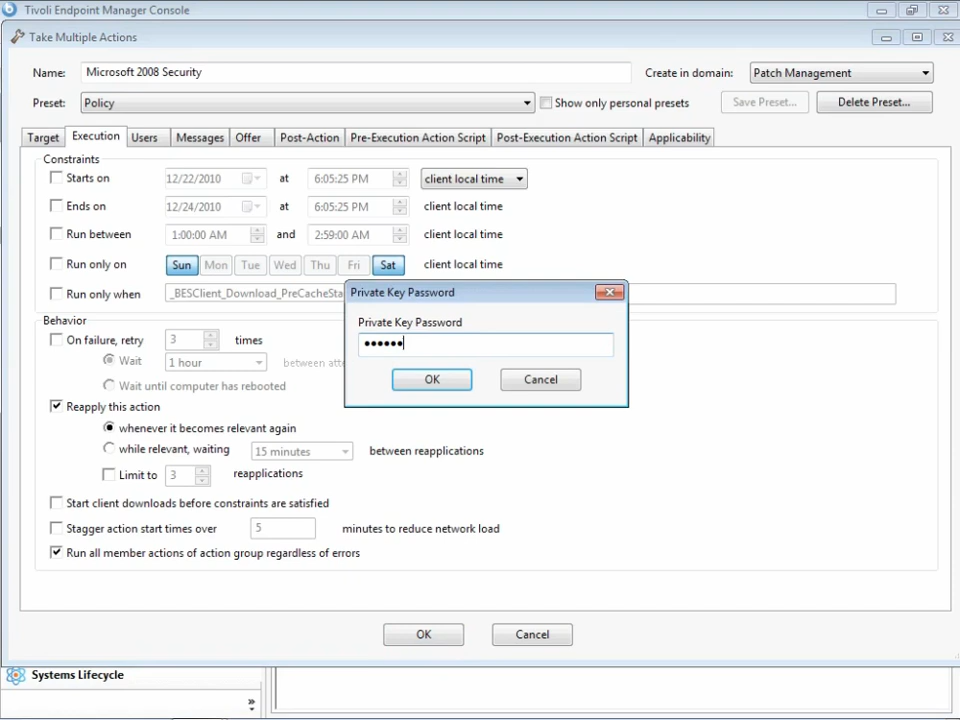 Tivoli Endpoint Manager Console
Take Multiple Actions
Name: Microsoft 2008 Security Create in domain: Patch Management
Preset: Policy Show only personal presets Save Preset... Delete Preset...
Target Execution Users Messages Offer Post-Action Pre-Execution Action Script Post-Execution Action Script Applicability
Constraints
Starts on 12/22/2010 at 6:05:25 PM client local time
Ends on 12/24/2010 at 6:05:25 PM client local time
Run between 1:00:00 AM and 2:59:00 AM client local time
Run only on Sun Mon Tue Wed Thu Fri Sat client local time
Run only when _BESClient_Download_PreCacheSta
Private Key Password
Private Key Password
••••••
OK Cancel
Behavior
On failure, retry 3 times
Wait 1 hour between atte
Wait until computer has rebooted
Reapply this action
whenever it becomes relevant again
while relevant, waiting 15 minutes between reapplications
Limit to 3 reapplications
Start client downloads before constraints are satisfied
Stagger action start times over 5 minutes to reduce network load
Run all member actions of action group regardless of errors
OK Cancel
Systems Lifecycle
»